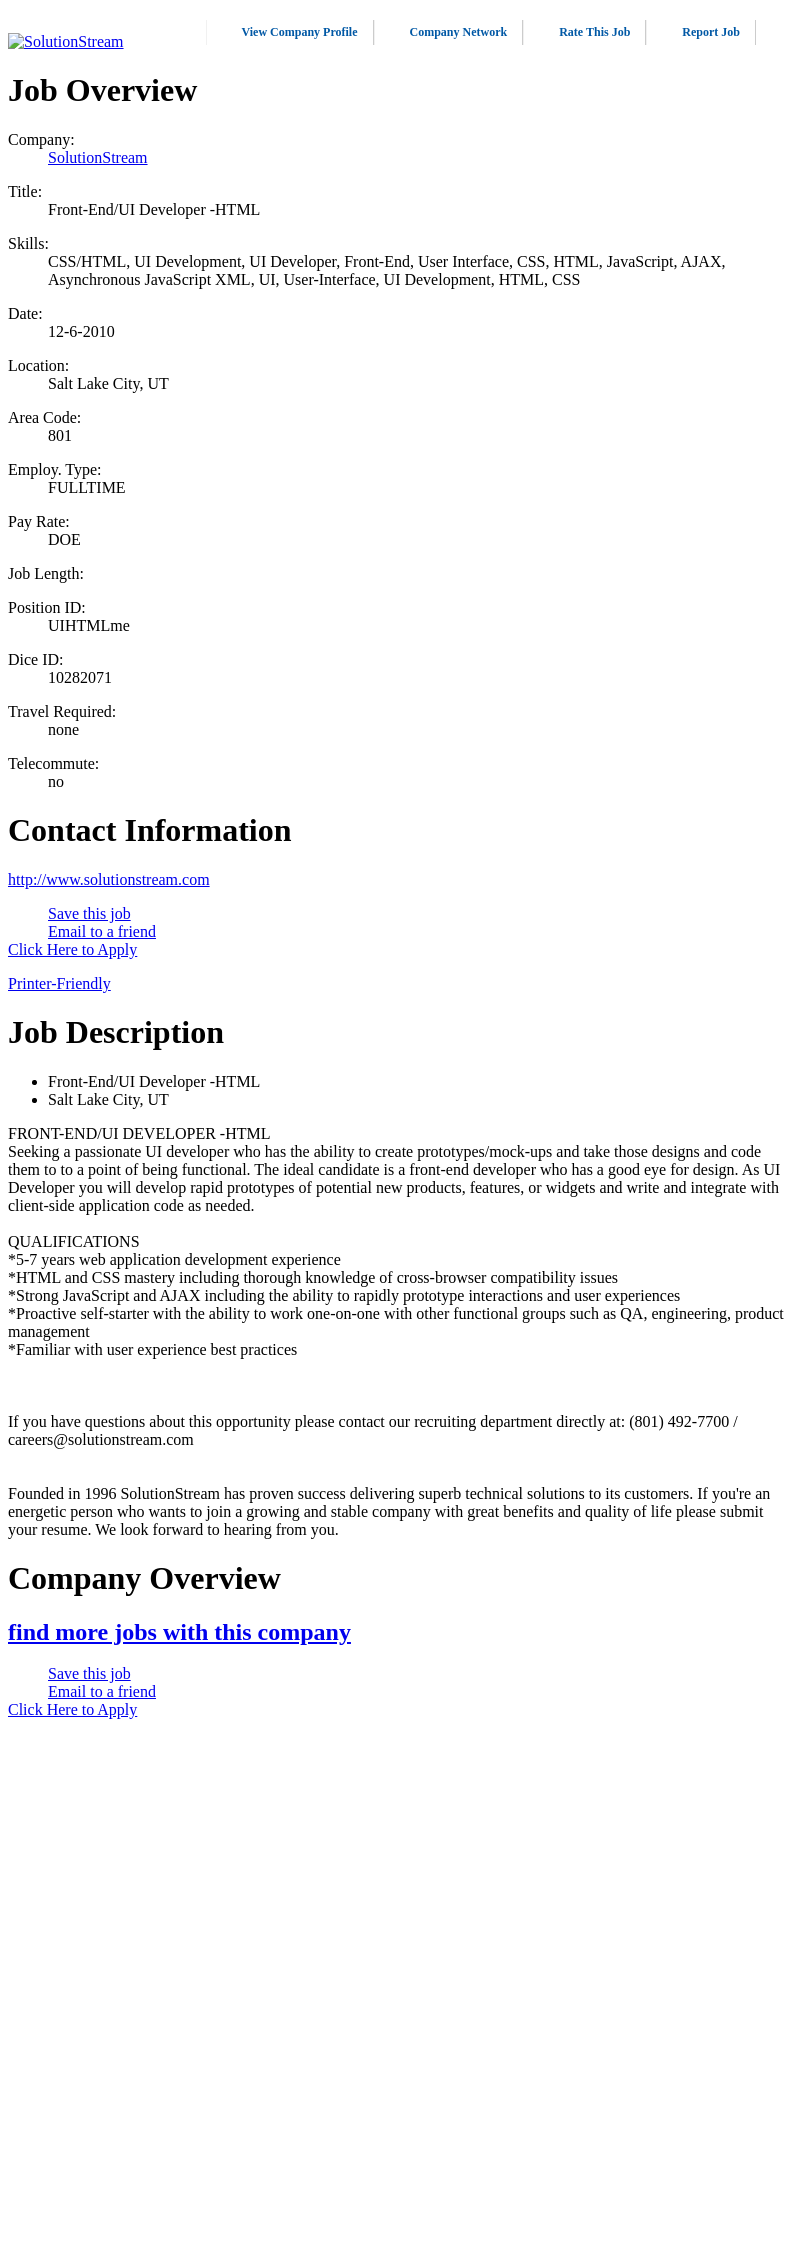 SolutionStream
View Company Profile
Company Network
Rate This Job
Report Job
Job Overview
Company:
SolutionStream
Title:
Front-End/UI Developer -HTML
Skills:
CSS/HTML, UI Development, UI Developer, Front-End, User Interface, CSS, HTML, JavaScript, AJAX,
Asynchronous JavaScript XML, UI, User-Interface, UI Development, HTML, CSS
Date:
12-6-2010
Location:
Salt Lake City, UT
Area Code:
801
Employ. Type:
FULLTIME
Pay Rate:
DOE
Job Length:
Position ID:
UIHTMLme
Dice ID:
10282071
Travel Required:
none
Telecommute:
no
Contact Information
http://www.solutionstream.com
Save this job
Email to a friend
Click Here to Apply
Printer-Friendly
Job Description
• Front-End/UI Developer -HTML
• Salt Lake City, UT
FRONT-END/UI DEVELOPER -HTML
Seeking a passionate UI developer who has the ability to create prototypes/mock-ups and take those designs and code
them to to a point of being functional. The ideal candidate is a front-end developer who has a good eye for design. As UI
Developer you will develop rapid prototypes of potential new products, features, or widgets and write and integrate with
client-side application code as needed.
QUALIFICATIONS
*5-7 years web application development experience
*HTML and CSS mastery including thorough knowledge of cross-browser compatibility issues
*Strong JavaScript and AJAX including the ability to rapidly prototype interactions and user experiences
*Proactive self-starter with the ability to work one-on-one with other functional groups such as QA, engineering, product
management
*Familiar with user experience best practices
If you have questions about this opportunity please contact our recruiting department directly at: (801) 492-7700 /
careers@solutionstream.com
Founded in 1996 SolutionStream has proven success delivering superb technical solutions to its customers. If you're an
energetic person who wants to join a growing and stable company with great benefits and quality of life please submit
your resume. We look forward to hearing from you.
Company Overview
find more jobs with this company
Save this job
Email to a friend
Click Here to Apply